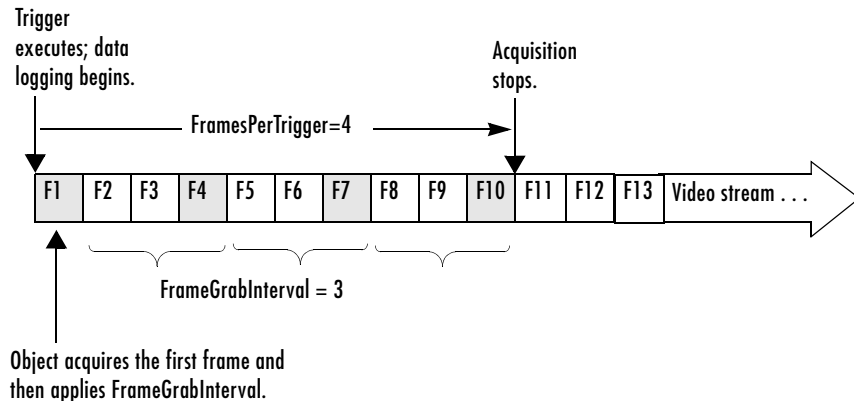 Trigger
executes; data
logging begins.
Acquisition
stops.
FramesPerTrigger=4
F1 F2 F3 F4 F5 F6 F7 F8 F9 F10 F11 F12 F13 Video stream . . .
FrameGrabInterval = 3
Object acquires the first frame and
then applies FrameGrabInterval.